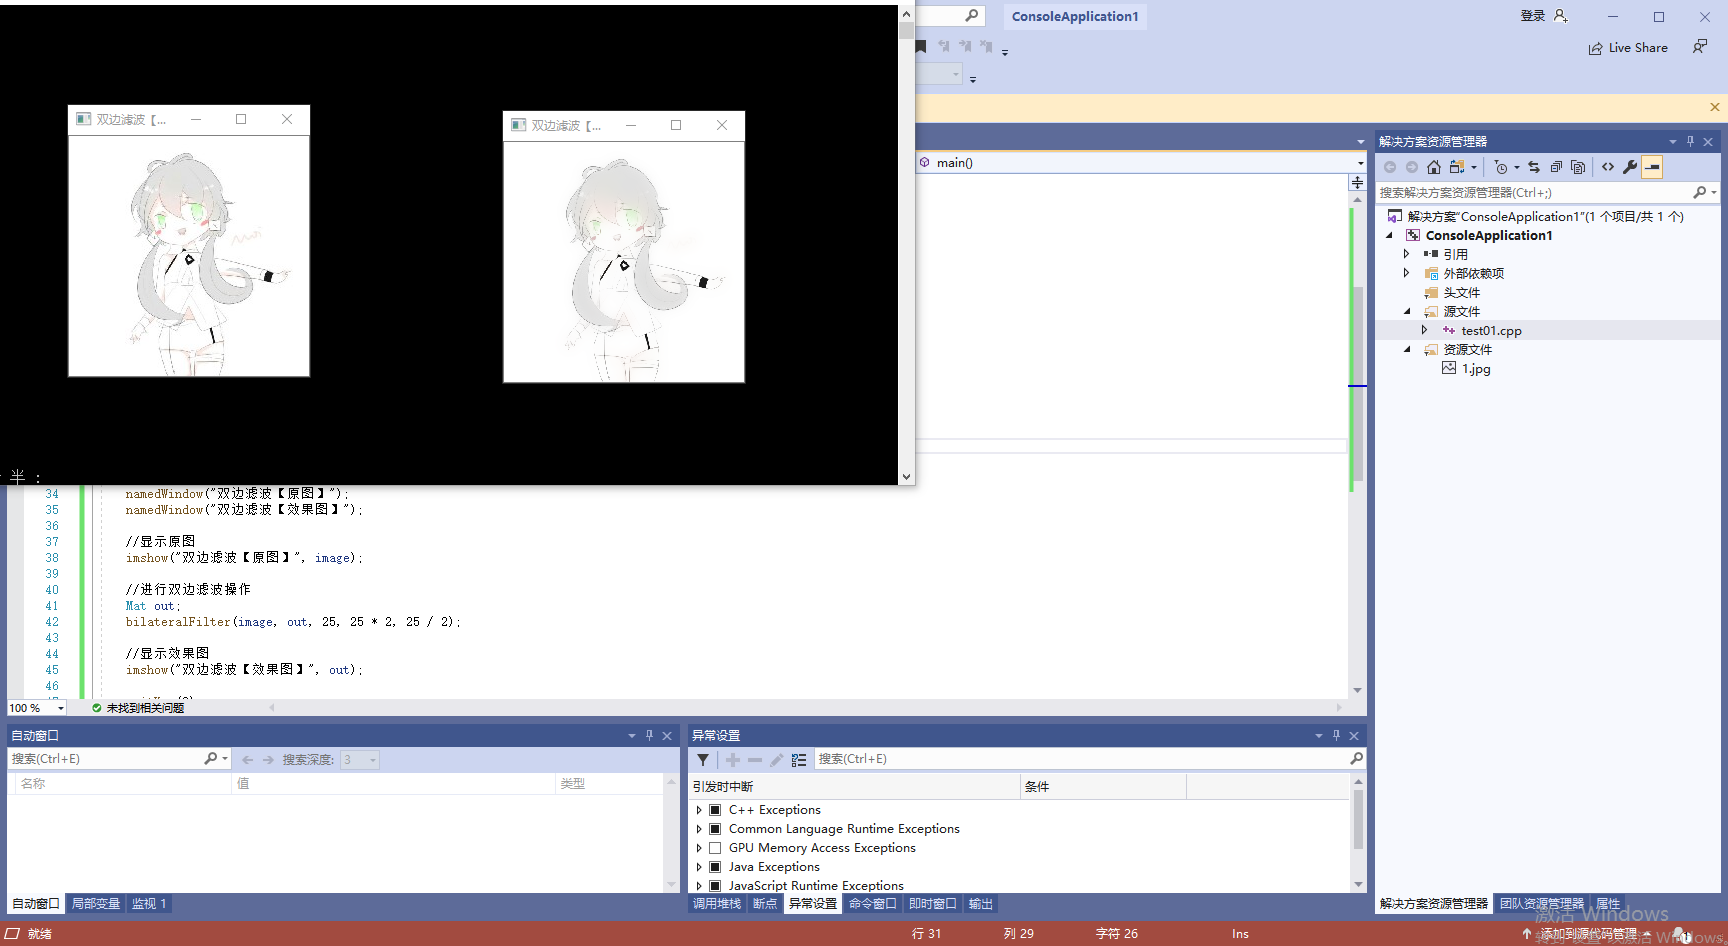 ConsoleApplication1
登录
Live Share
双边滤波【...
双边滤波【...
main()
半 :
34 namedWindow("双边滤波【原图】");
35 namedWindow("双边滤波【效果图】");
36
37 //显示原图
38 imshow("双边滤波【原图】", image);
39
40 //进行双边滤波操作
41 Mat out;
42 bilateralFilter(image, out, 25, 25 * 2, 25 / 2);
43
44 //显示效果图
45 imshow("双边滤波【效果图】", out);
46
100 %
未找到相关问题
解决方案资源管理器
搜索解决方案资源管理器(Ctrl+;)
解决方案"ConsoleApplication1"(1 个项目/共 1 个)
ConsoleApplication1
引用
外部依赖项
头文件
源文件
test01.cpp
资源文件
1.jpg
自动窗口
搜索(Ctrl+E)
搜索深度: 3
名称 值 类型
自动窗口 局部变量 监视 1
异常设置
搜索(Ctrl+E)
引发时中断 条件
C++ Exceptions
Common Language Runtime Exceptions
GPU Memory Access Exceptions
Java Exceptions
JavaScript Runtime Exceptions
调用堆栈 断点 异常设置 命令窗口 即时窗口 输出
解决方案资源管理器 团队资源管理器 属性
激活 Windows
就绪
行 31 列 29 字符 26 Ins
添加到源代码管理
1